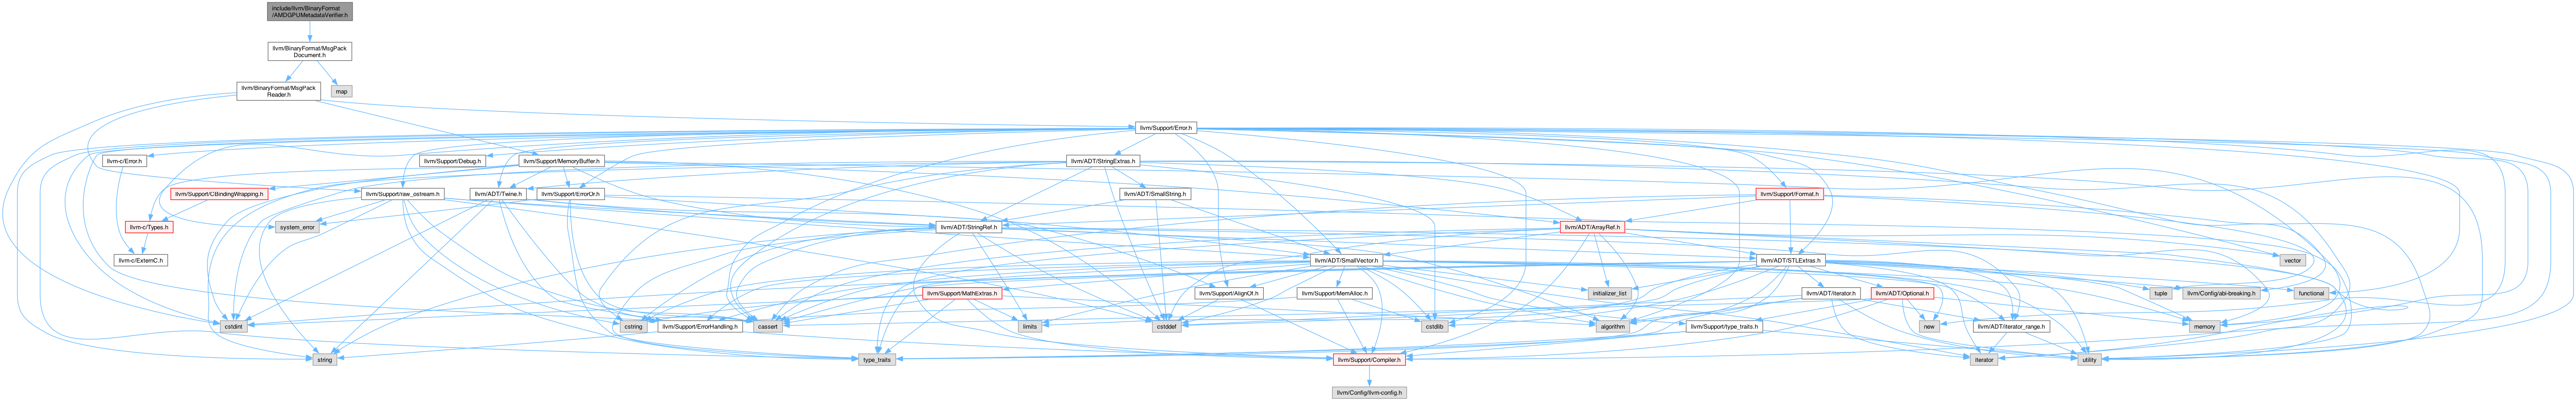 include/llvm/BinaryFormat
/AMDGPUMetadataVerifier.h
llvm/BinaryFormat/MsgPack
Document.h
llvm/BinaryFormat/MsgPack
Reader.h
map
llvm/Support/Error.h
llvm-c/Error.h
llvm/Support/Debug.h
llvm/Support/MemoryBuffer.h
llvm/ADT/StringExtras.h
llvm/Support/CBindingWrapping.h
llvm/Support/raw_ostream.h
llvm/ADT/Twine.h
llvm/Support/ErrorOr.h
llvm/ADT/SmallString.h
llvm/Support/Format.h
llvm-c/Types.h
system_error
llvm/ADT/StringRef.h
llvm/ADT/ArrayRef.h
llvm-c/ExternC.h
llvm/ADT/SmallVector.h
llvm/ADT/STLExtras.h
vector
llvm/Support/MathExtras.h
llvm/Support/AlignOf.h
llvm/Support/MemAlloc.h
initializer_list
llvm/ADT/iterator.h
llvm/ADT/Optional.h
tuple
llvm/Config/abi-breaking.h
functional
cstdint
cstring
llvm/Support/ErrorHandling.h
cassert
limits
cstddef
cstdlib
algorithm
llvm/Support/type_traits.h
new
llvm/ADT/iterator_range.h
memory
string
type_traits
llvm/Support/Compiler.h
iterator
utility
llvm/Config/llvm-config.h